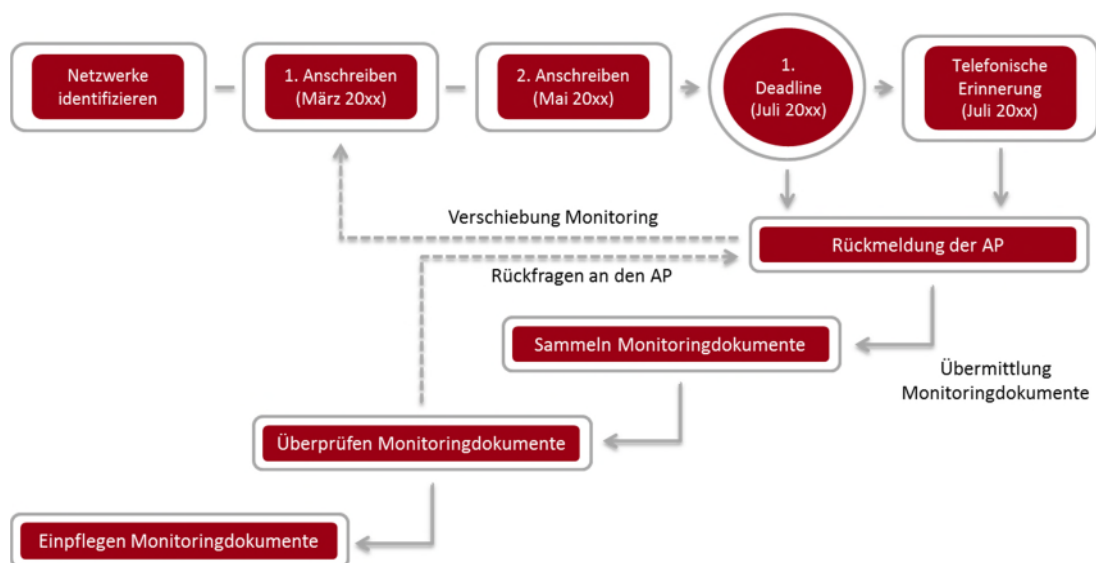 Netzwerke
identifizieren
1. Anschreiben
(März 20xx)
2. Anschreiben
(Mai 20xx)
1.
Deadline
(Juli 20xx)
Telefonische
Erinnerung
(Juli 20xx)
Verschiebung Monitoring
Rückmeldung der AP
Rückfragen an den AP
Sammeln Monitoringdokumente
Übermittlung
Monitoringdokumente
Überprüfen Monitoringdokumente
Einpflegen Monitoringdokumente